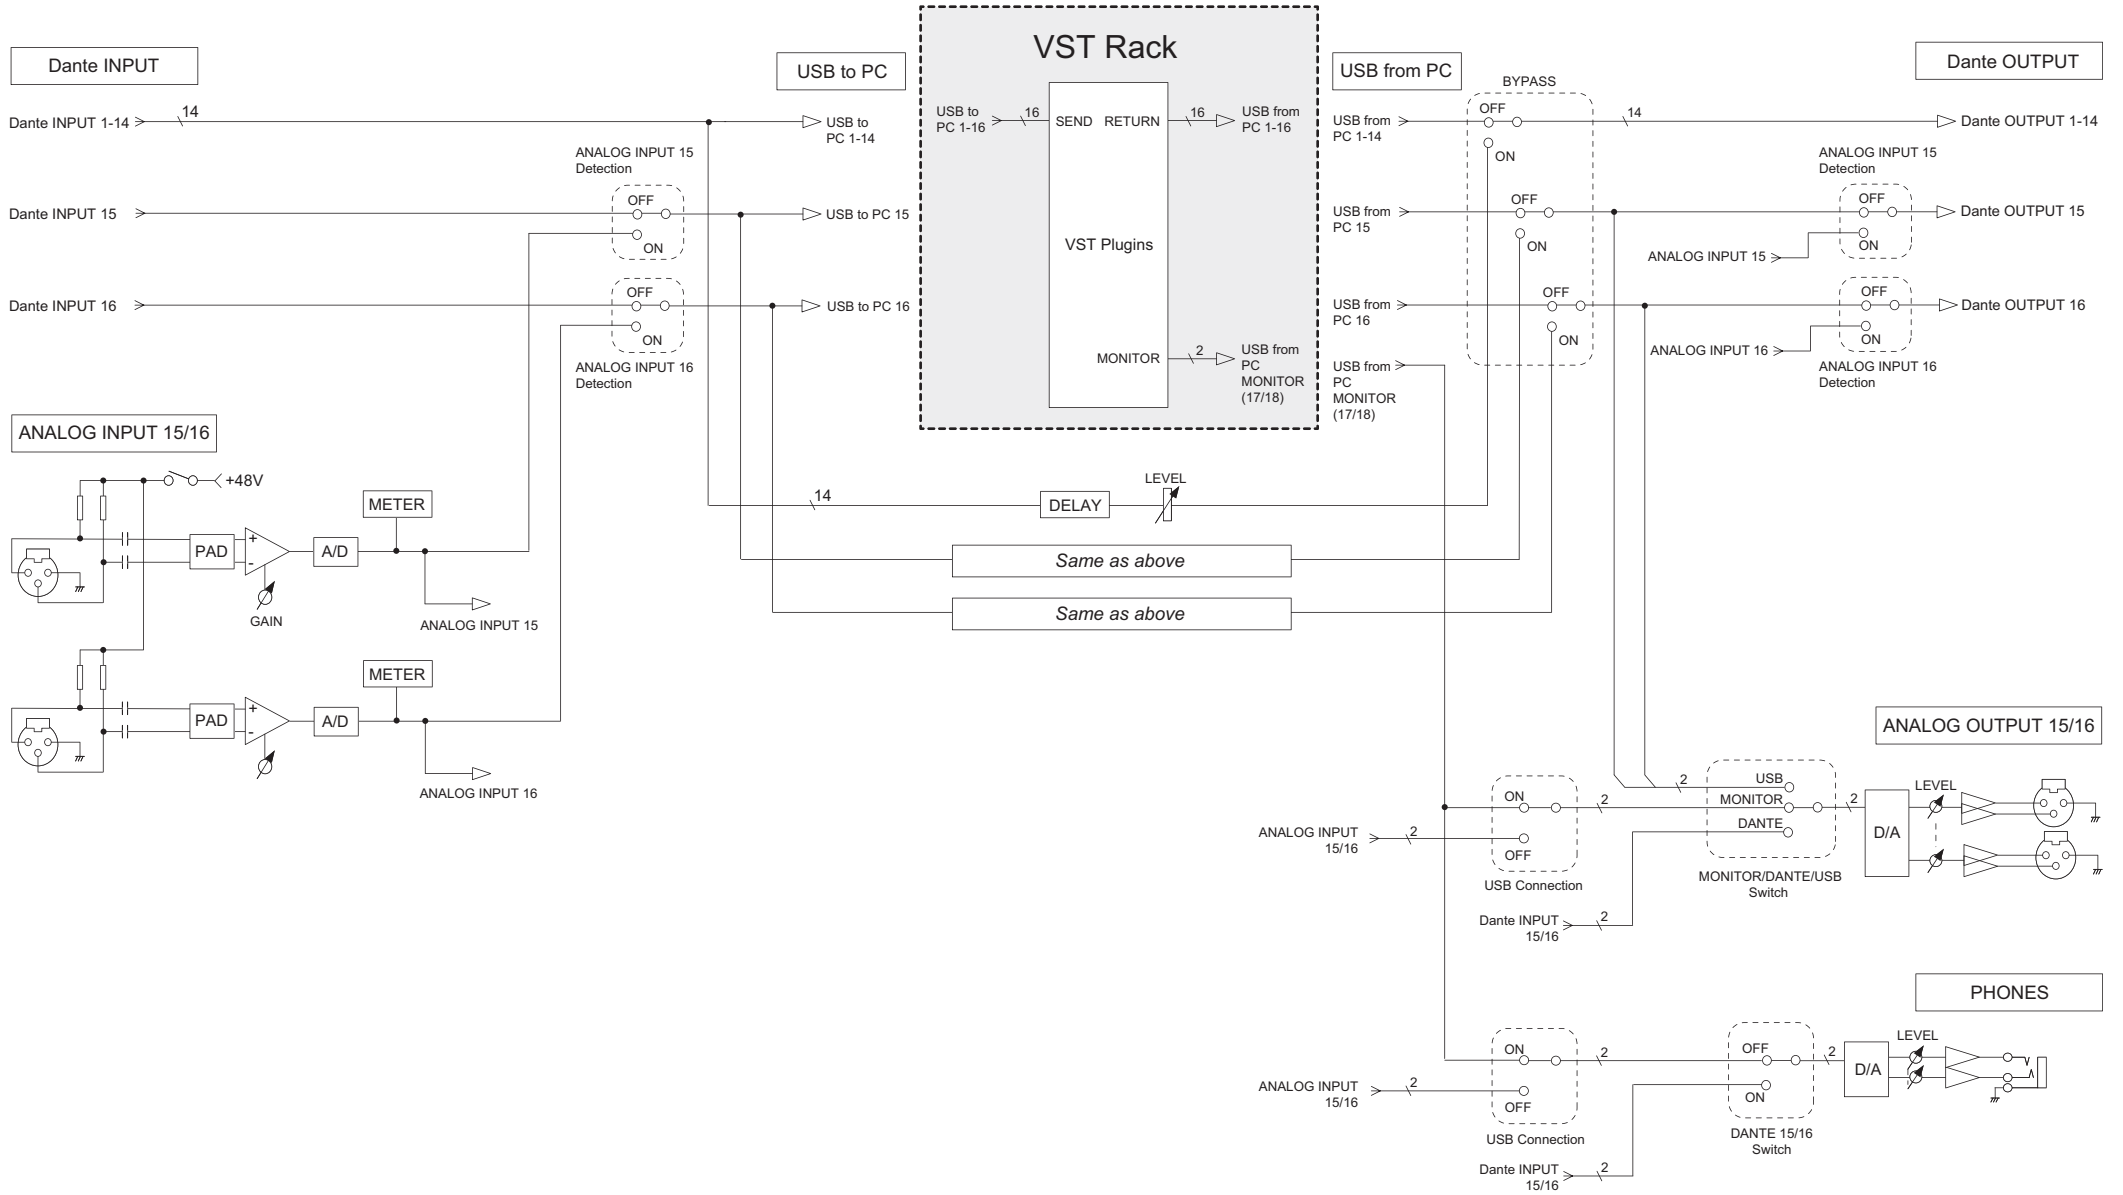 VST Rack
Dante INPUT
USB to PC
USB from PC
Dante OUTPUT
BYPASS
Dante INPUT 1-14
14
USB to
PC 1-14
USB to
PC 1-16
16
SEND
RETURN
16
USB from
PC 1-16
USB from
PC 1-14
OFF
ON
14
Dante OUTPUT 1-14
ANALOG INPUT 15
Detection
ANALOG INPUT 15
Detection
Dante INPUT 15
OFF
ON
USB to PC 15
VST Plugins
USB from
PC 15
OFF
ON
OFF
ON
ANALOG INPUT 15
Dante OUTPUT 15
Dante INPUT 16
OFF
ON
USB to PC 16
USB from
PC 16
OFF
ON
OFF
ON
ANALOG INPUT 16
Dante OUTPUT 16
ANALOG INPUT 16
Detection
ANALOG INPUT 16
Detection
MONITOR
2
USB from
PC
MONITOR
(17/18)
USB from
PC
MONITOR
(17/18)
ANALOG INPUT 15/16
+48V
METER
PAD
+
-
A/D
GAIN
ANALOG INPUT 15
14
DELAY
LEVEL
Same as above
Same as above
METER
PAD
+
-
A/D
ANALOG INPUT 16
ANALOG OUTPUT 15/16
ON
OFF
USB Connection
ANALOG INPUT
15/16
2
2
2
USB
MONITOR
DANTE
MONITOR/DANTE/USB
Switch
2
D/A
LEVEL
Dante INPUT
15/16
2
PHONES
ON
OFF
USB Connection
ANALOG INPUT
15/16
2
2
OFF
ON
DANTE 15/16
Switch
2
D/A
LEVEL
Dante INPUT
15/16
2